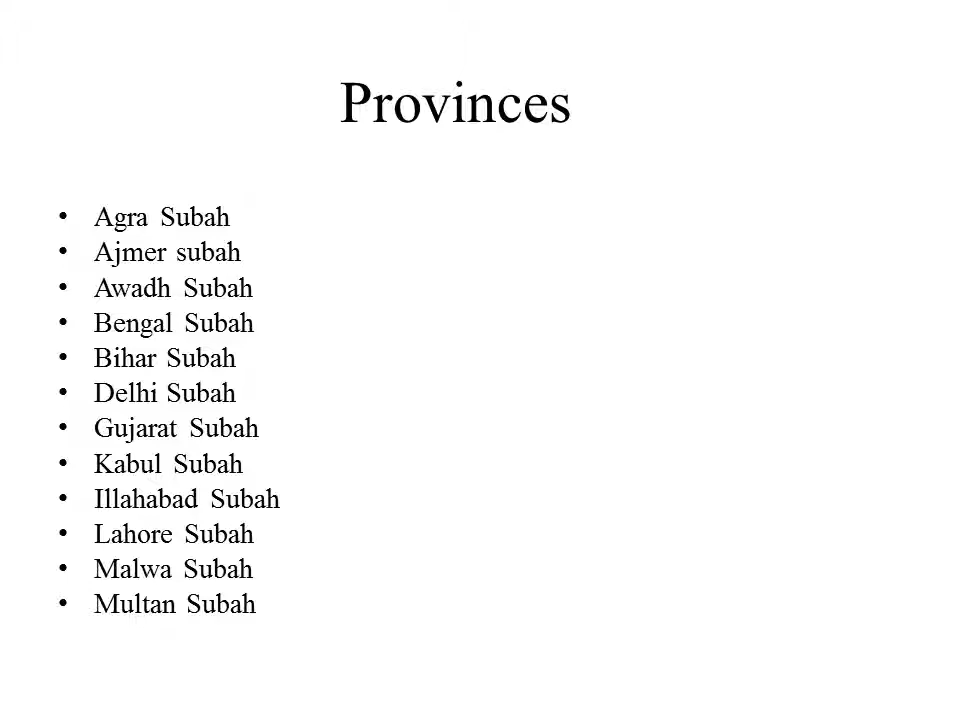 Provinces
• Agra Subah
• Ajmer subah
• Awadh Subah
• Bengal Subah
• Bihar Subah
• Delhi Subah
• Gujarat Subah
• Kabul Subah
• Illahabad Subah
• Lahore Subah
• Malwa Subah
• Multan Subah